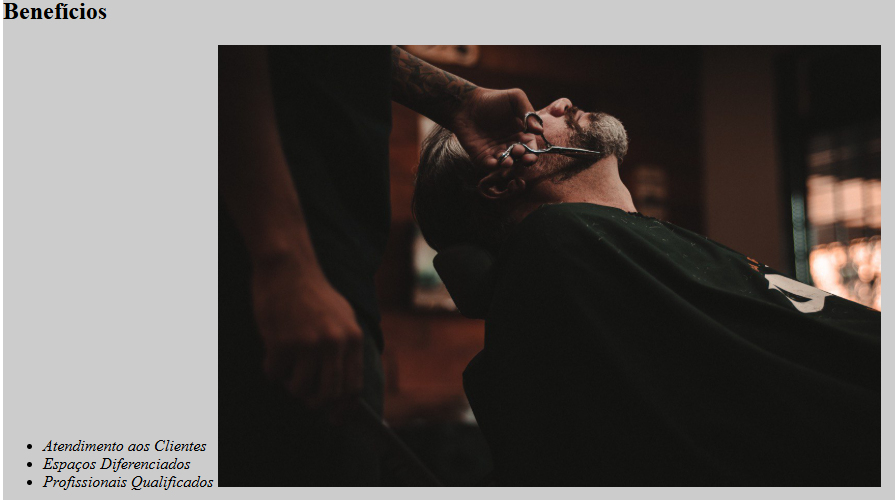 Benefícios
Atendimento aos Clientes
Espaços Diferenciados
Profissionais Qualificados